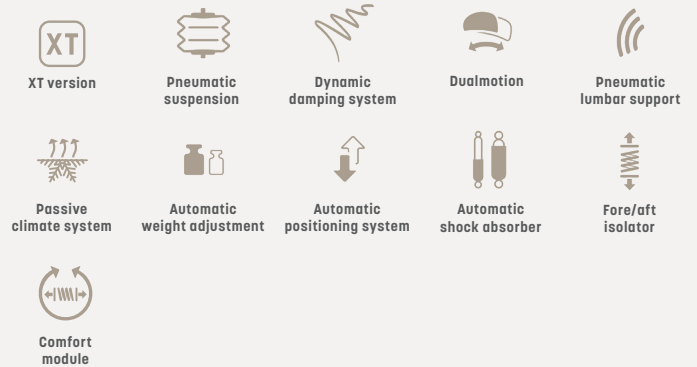 XT
XT version
Pneumatic
suspension
Dynamic
damping system
Dualmotion
Pneumatic
lumbar support
Passive
climate system
Automatic
weight adjustment
Automatic
positioning system
Automatic
shock absorber
Fore/aft
isolator
Comfort
module